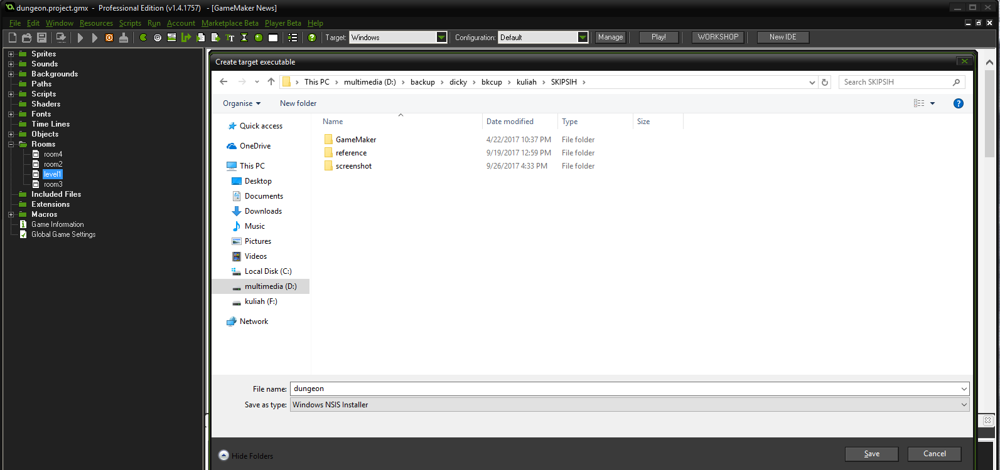 dungeon.project.gmx - Professional Edition (v1.4.1757) - [GameMaker News]
File Edit Window Resources Scripts Run Account Marketplace Beta Player Beta Help
Target: Windows Configuration: Default Manage Play! WORKSHOP New IDE
Sprites
Sounds
Backgrounds
Paths
Scripts
Shaders
Fonts
Time Lines
Objects
Rooms
room4
room2
level1
room3
Included Files
Extensions
Macros
Game Information
Global Game Settings
Create target executable
This PC > multimedia (D:) > backup > dicky > bkcup > kuliah > SKIPSIH >
Search SKIPSIH
Organise New folder
Quick access
OneDrive
This PC
Desktop
Documents
Downloads
Music
Pictures
Videos
Local Disk (C:)
multimedia (D:)
kuliah (F:)
Network
Name Date modified Type Size
GameMaker 4/22/2017 10:37 PM File folder
reference 9/19/2017 12:59 PM File folder
screenshot 9/26/2017 4:33 PM File folder
File name: dungeon
Save as type: Windows NSIS Installer
Hide Folders
Save Cancel